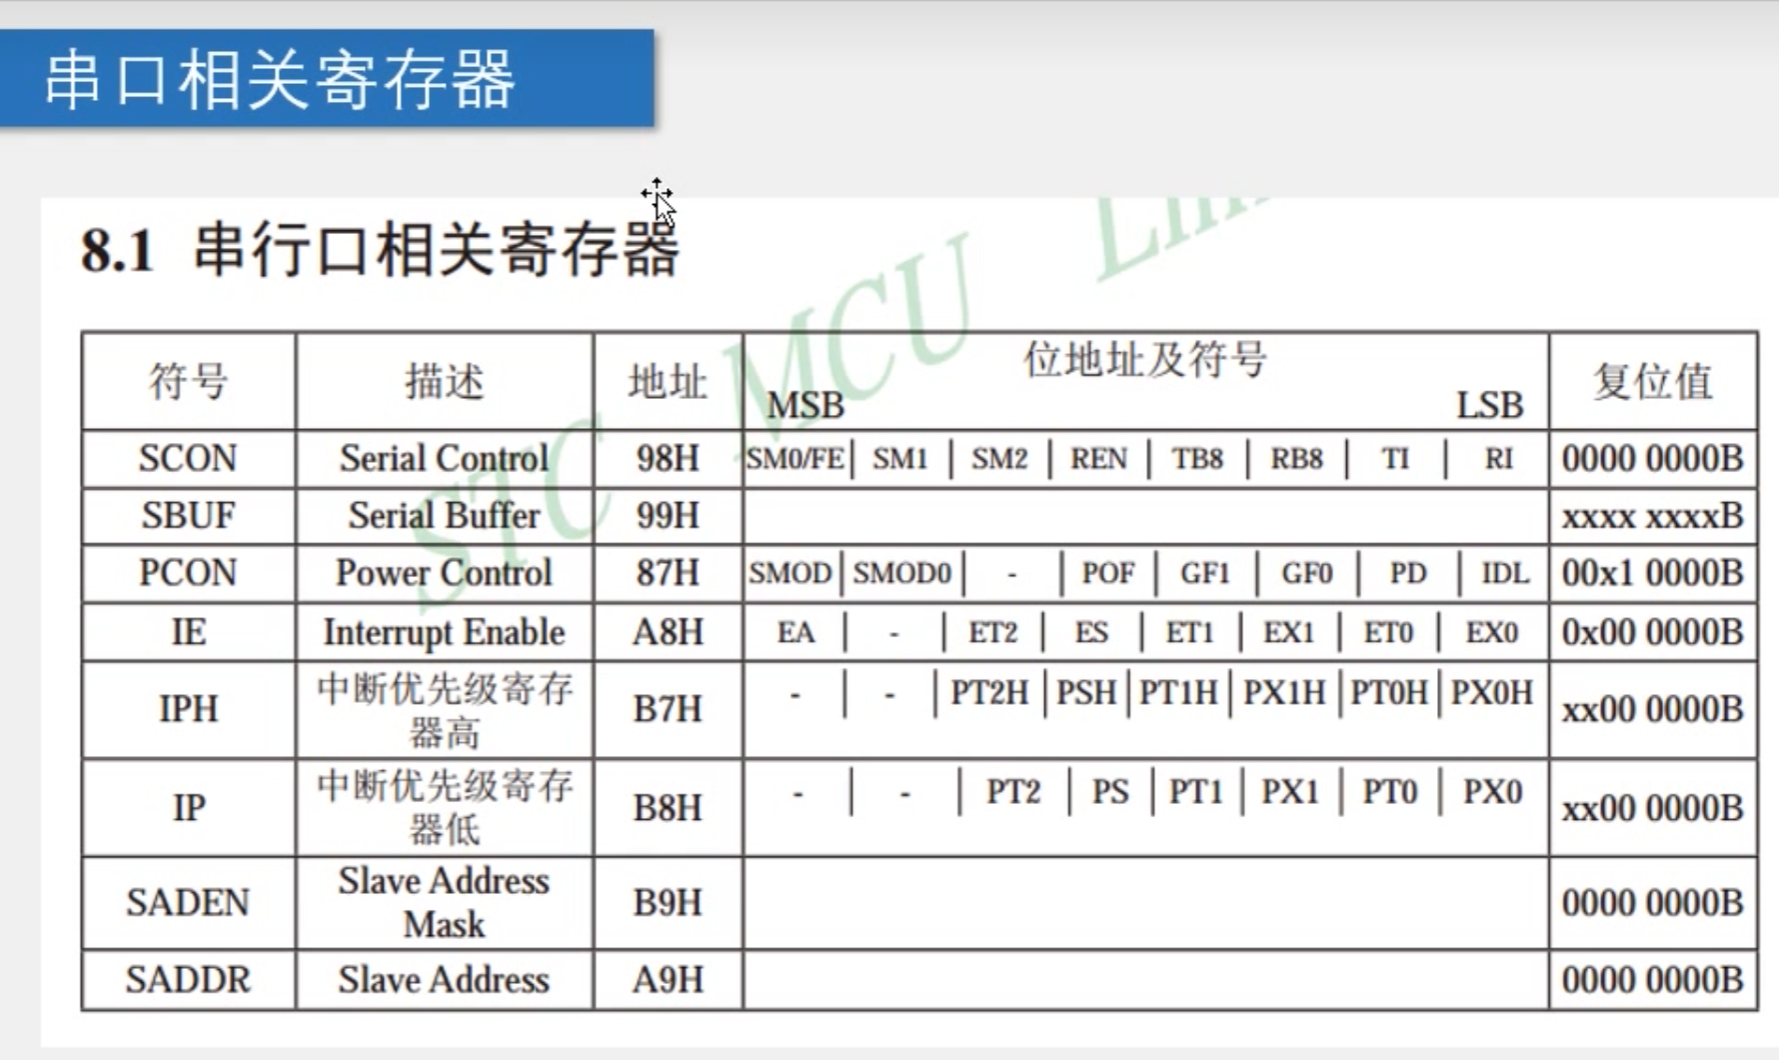 串口相关寄存器
8.1 串行口相关寄存器
STC MCU
符号 描述 地址 位地址及符号 复位值
MSB LSB
SCON Serial Control 98H SM0/FE | SM1 | SM2 | REN | TB8 | RB8 | TI | RI 0000 0000B
SBUF Serial Buffer 99H xxxx xxxxB
PCON Power Control 87H SMOD | SMOD0 | - | POF | GF1 | GF0 | PD | IDL 00x1 0000B
IE Interrupt Enable A8H EA | - | ET2 | ES | ET1 | EX1 | ET0 | EX0 0x00 0000B
IPH 中断优先级寄存 B7H - | - | PT2H | PSH | PT1H | PX1H | PT0H | PX0H xx00 0000B
器高
IP 中断优先级寄存 B8H - | - | PT2 | PS | PT1 | PX1 | PT0 | PX0 xx00 0000B
器低
SADEN Slave Address B9H 0000 0000B
Mask
SADDR Slave Address A9H 0000 0000B